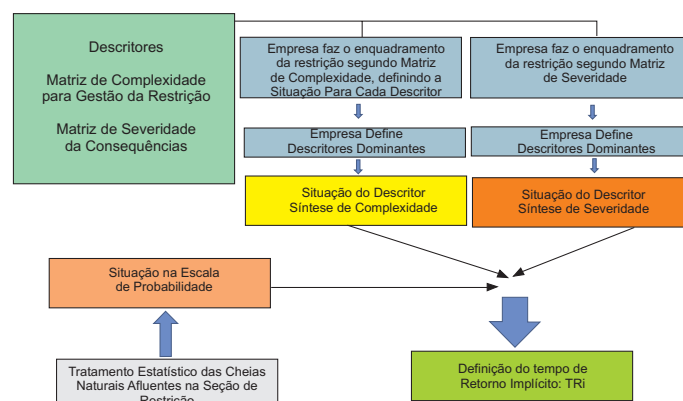 Descritores
Matriz de Complexidade
para Gestão da Restrição
Matriz de Severidade
da Consequências
Empresa faz o enquadramento
da restrição segundo Matriz
de Complexidade, definindo a
Situação Para Cada Descritor
Empresa faz o enquadramento
da restrição segundo Matriz
de Severidade
Empresa Define
Descritores Dominantes
Empresa Define
Descritores Dominantes
Situação do Descritor
Síntese de Complexidade
Situação do Descritor
Síntese de Severidade
Situação na Escala
de Probabilidade
Tratamento Estatístico das Cheias
Naturais Afluentes na Seção de
Restrição
Definição do tempo de
Retorno Implícito: TRi